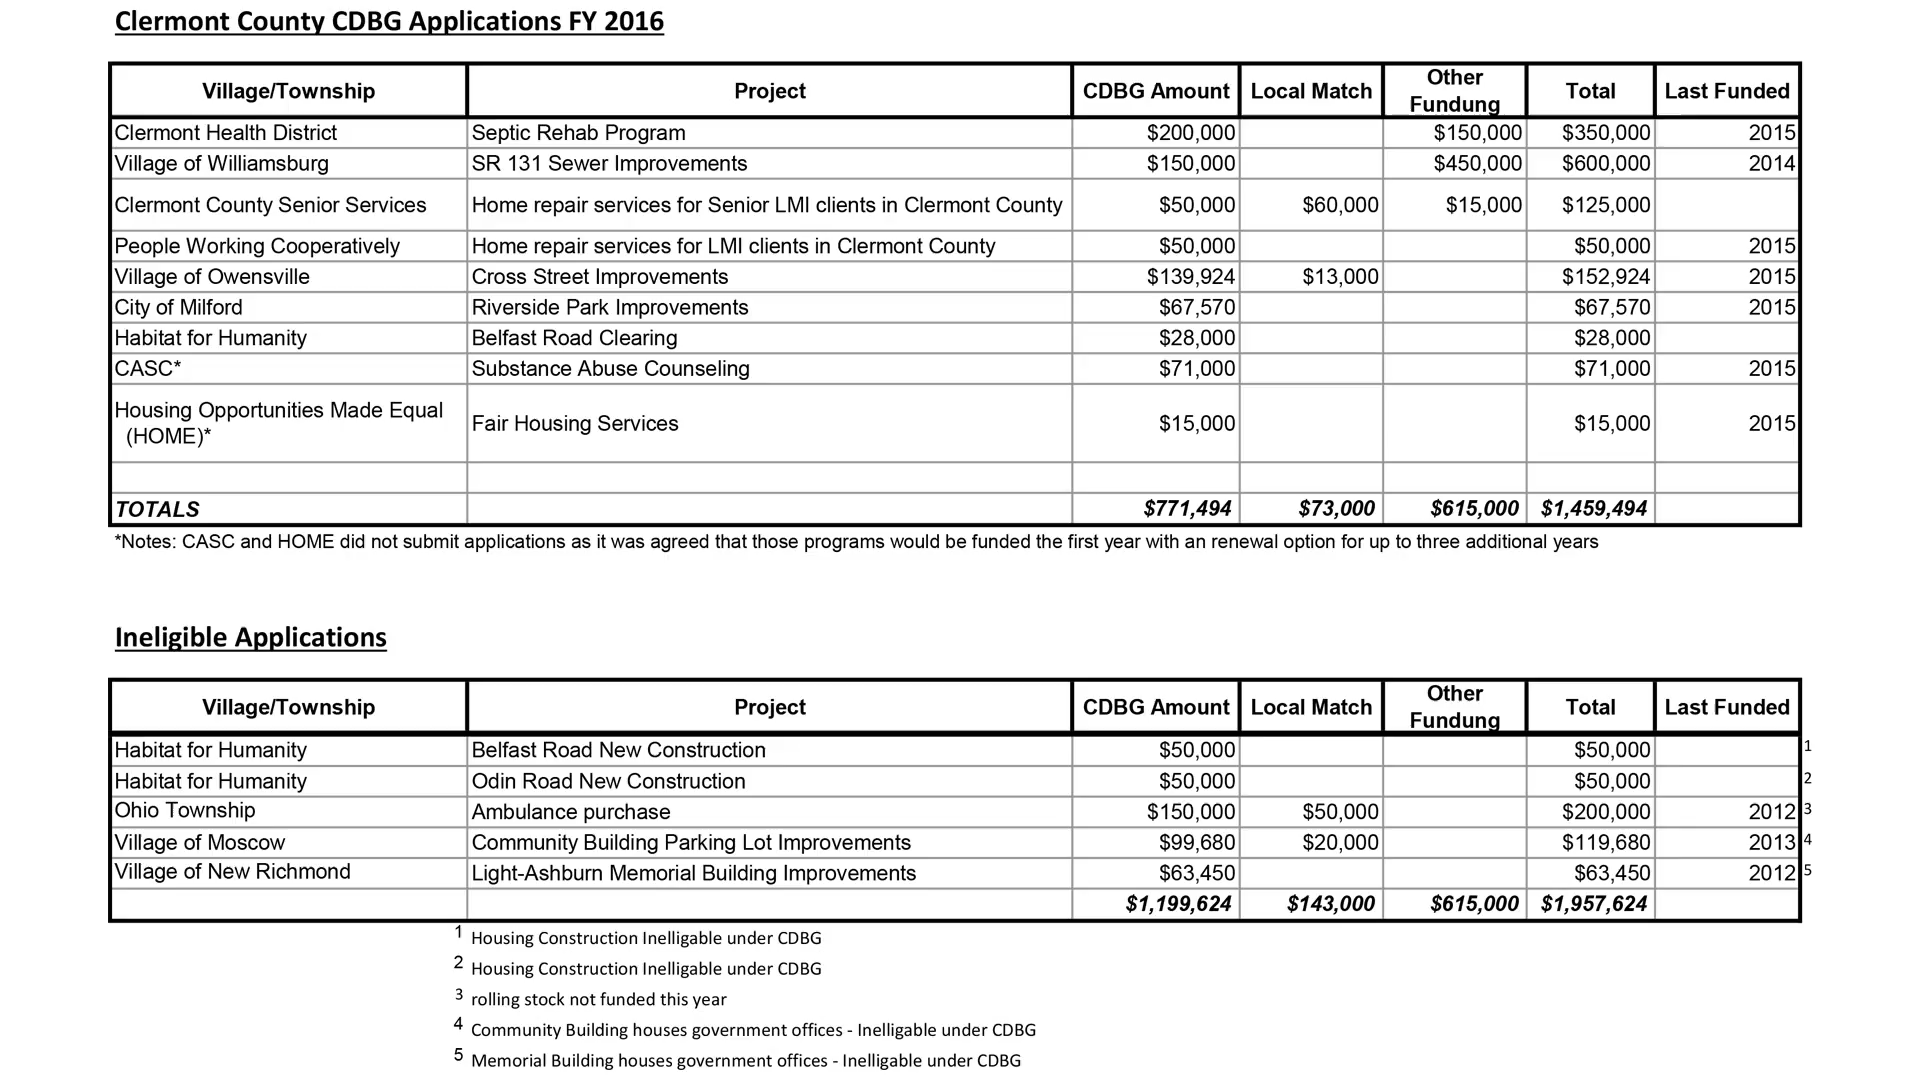 Clermont County CDBG Applications FY 2016
Village/Township Project CDBG Amount Local Match Other Fundung Total Last Funded
Clermont Health District Septic Rehab Program $200,000 $150,000 $350,000 2015
Village of Williamsburg SR 131 Sewer Improvements $150,000 $450,000 $600,000 2014
Clermont County Senior Services Home repair services for Senior LMI clients in Clermont County $50,000 $60,000 $15,000 $125,000
People Working Cooperatively Home repair services for LMI clients in Clermont County $50,000 $50,000 2015
Village of Owensville Cross Street Improvements $139,924 $13,000 $152,924 2015
City of Milford Riverside Park Improvements $67,570 $67,570 2015
Habitat for Humanity Belfast Road Clearing $28,000 $28,000
CASC* Substance Abuse Counseling $71,000 $71,000 2015
Housing Opportunities Made Equal (HOME)* Fair Housing Services $15,000 $15,000 2015
TOTALS $771,494 $73,000 $615,000 $1,459,494
*Notes: CASC and HOME did not submit applications as it was agreed that those programs would be funded the first year with an renewal option for up to three additional years
Ineligible Applications
Village/Township Project CDBG Amount Local Match Other Fundung Total Last Funded
Habitat for Humanity Belfast Road New Construction $50,000 $50,000 1
Habitat for Humanity Odin Road New Construction $50,000 $50,000 2
Ohio Township Ambulance purchase $150,000 $50,000 $200,000 2012 3
Village of Moscow Community Building Parking Lot Improvements $99,680 $20,000 $119,680 2013 4
Village of New Richmond Light-Ashburn Memorial Building Improvements $63,450 $63,450 2012 5
$1,199,624 $143,000 $615,000 $1,957,624
1 Housing Construction Inelligable under CDBG
2 Housing Construction Inelligable under CDBG
3 rolling stock not funded this year
4 Community Building houses government offices - Inelligable under CDBG
5 Memorial Building houses government offices - Inelligable under CDBG